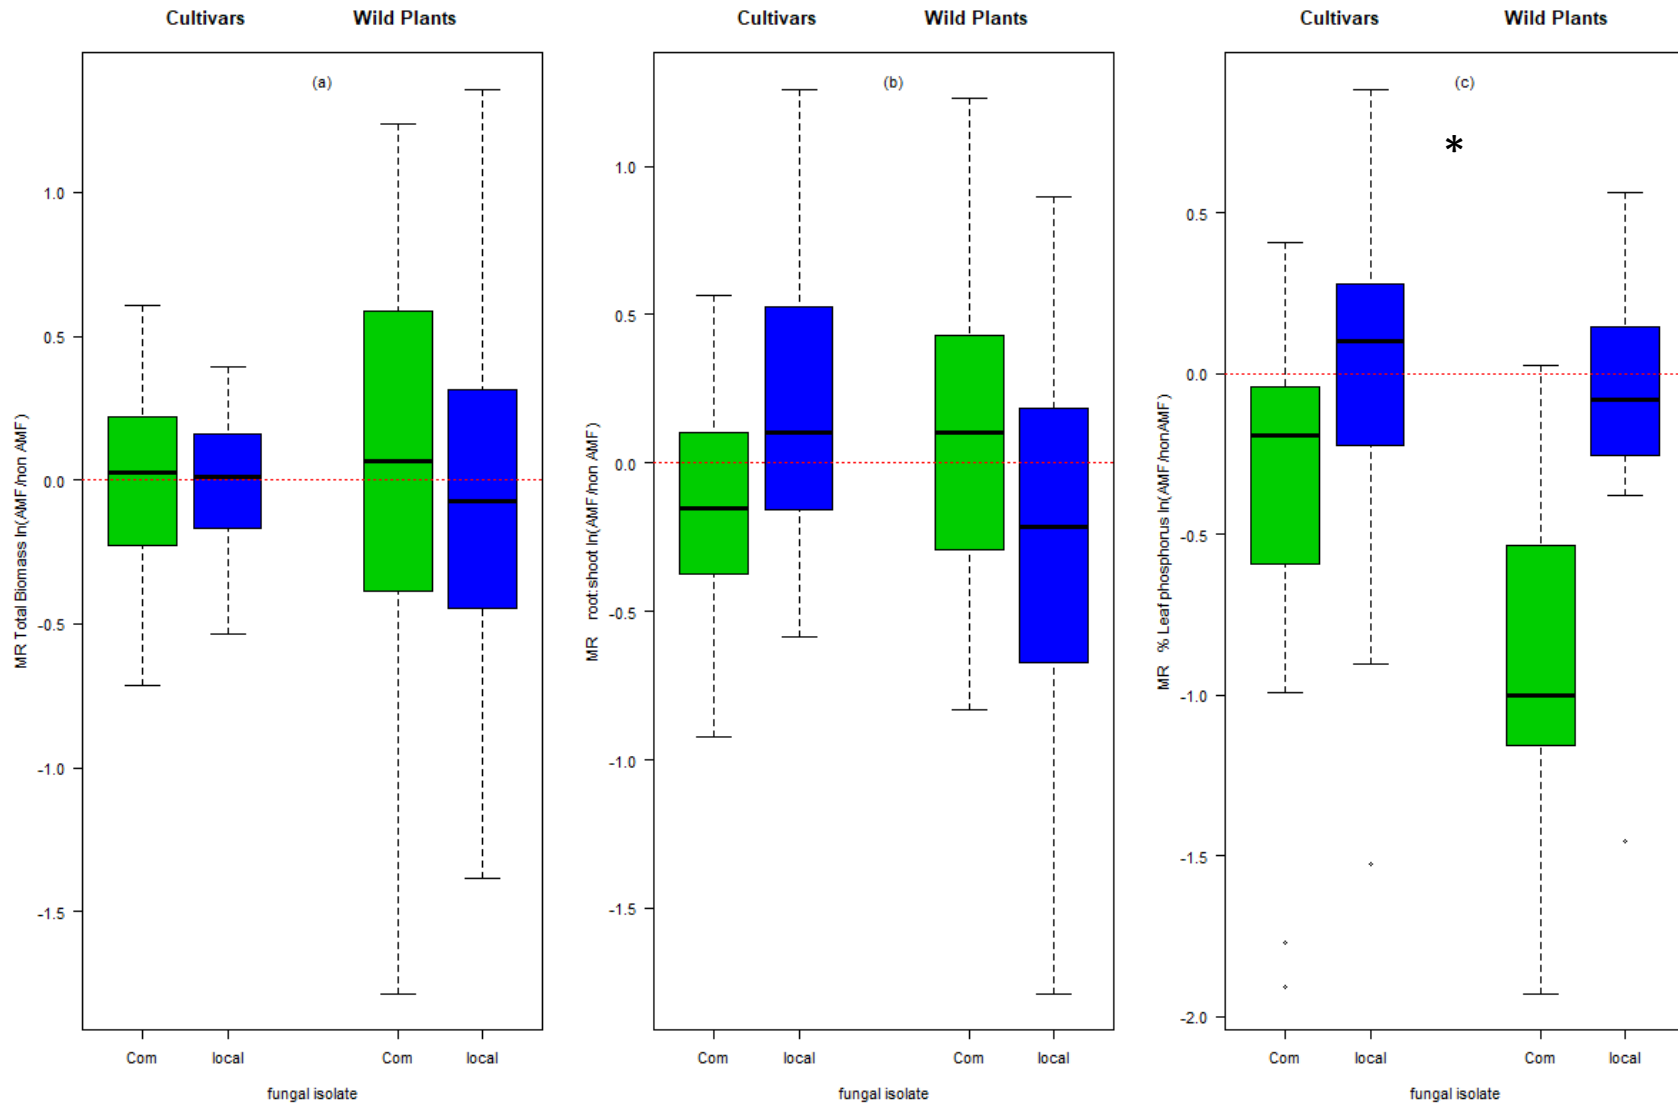 Cultivars Wild Plants
(a)
MR Total Biomass ln(AMF/non AMF)
1.0
0.5
0.0
-0.5
-1.0
-1.5
Com local Com local
fungal isolate
Cultivars Wild Plants
(b)
MR root:shoot ln(AMF/non AMF)
1.0
0.5
0.0
-0.5
-1.0
-1.5
Com local Com local
fungal isolate
Cultivars Wild Plants
(c)
*
MR % Leaf phosphorus ln(AMF/nonAMF)
0.5
0.0
-0.5
-1.0
-1.5
-2.0
Com local Com local
fungal isolate